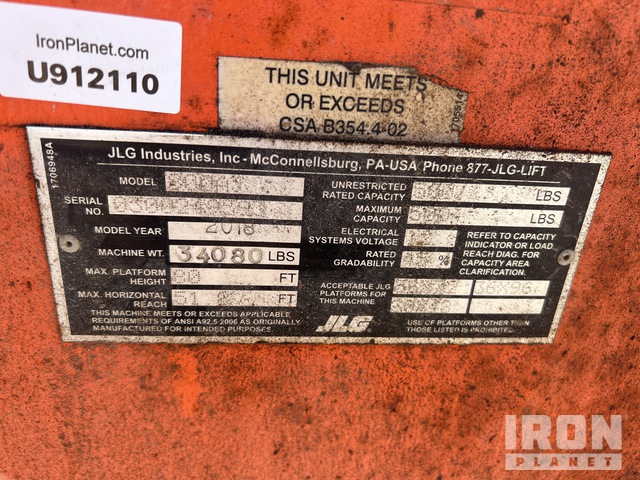 IronPlanet.com
U912110
THIS UNIT MEETS
OR EXCEEDS
CSA B354.4-02
1706948A
JLG Industries, Inc - McConnellsburg, PA-USA Phone 877-JLG-LIFT
MODEL
SERIAL
NO.
MODEL YEAR 2018
MACHINE WT. 34080 LBS
MAX. PLATFORM
HEIGHT FT
MAX. HORIZONTAL
REACH FT
THIS MACHINE MEETS OR EXCEEDS APPLICABLE
REQUIREMENTS OF ANSI A92.5 2006 AS ORIGINALLY
MANUFACTURED FOR INTENDED PURPOSES.
UNRESTRICTED
RATED CAPACITY LBS
MAXIMUM
CAPACITY LBS
ELECTRICAL
SYSTEMS VOLTAGE
RATED
GRADABILITY %
REFER TO CAPACITY
INDICATOR OR LOAD
REACH DIAG. FOR
CAPACITY AREA
CLARIFICATION.
ACCEPTABLE JLG
PLATFORMS FOR
THIS MACHINE
JLG
USE OF PLATFORMS OTHER THAN
THOSE LISTED IS PROHIBITED.
IRON
PLANET